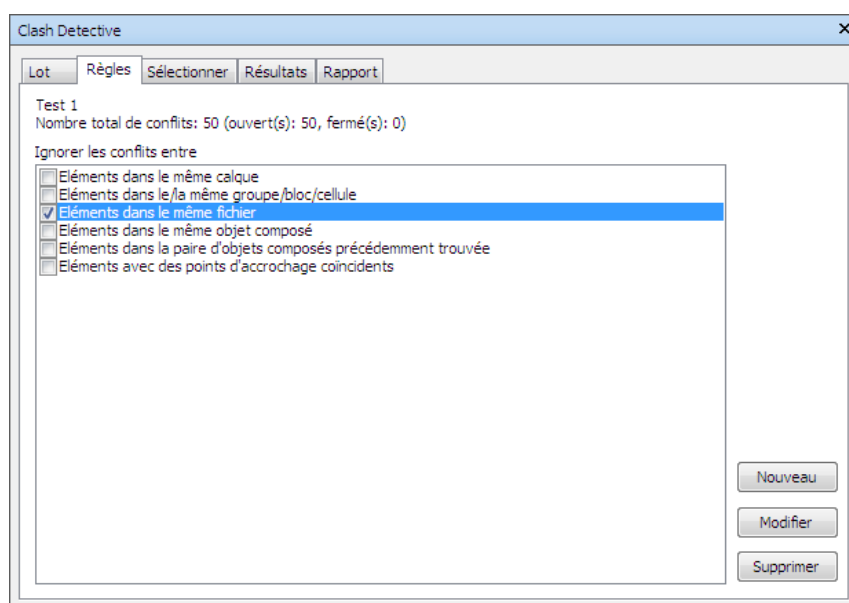 Clash Detective
Lot Règles Sélectionner Résultats Rapport
Test 1
Nombre total de conflits: 50 (ouvert(s): 50, fermé(s): 0)
Ignorer les conflits entre
Eléments dans le même calque
Eléments dans le/la même groupe/bloc/cellule
Eléments dans le même fichier
Eléments dans le même objet composé
Eléments dans la paire d'objets composés précédemment trouvée
Eléments avec des points d'accrochage coïncidents
Nouveau
Modifier
Supprimer